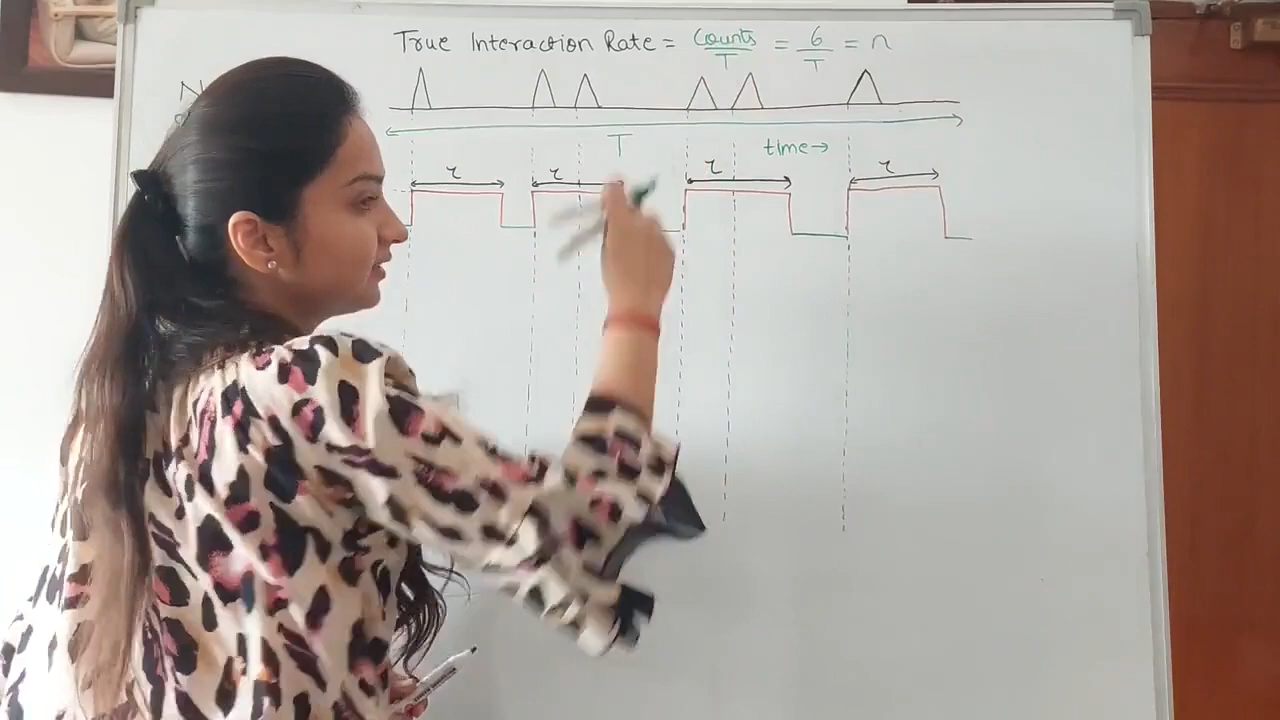 True Interaction Rate = Counts/T = 6/T = n
N
T
time→
τ τ τ τ